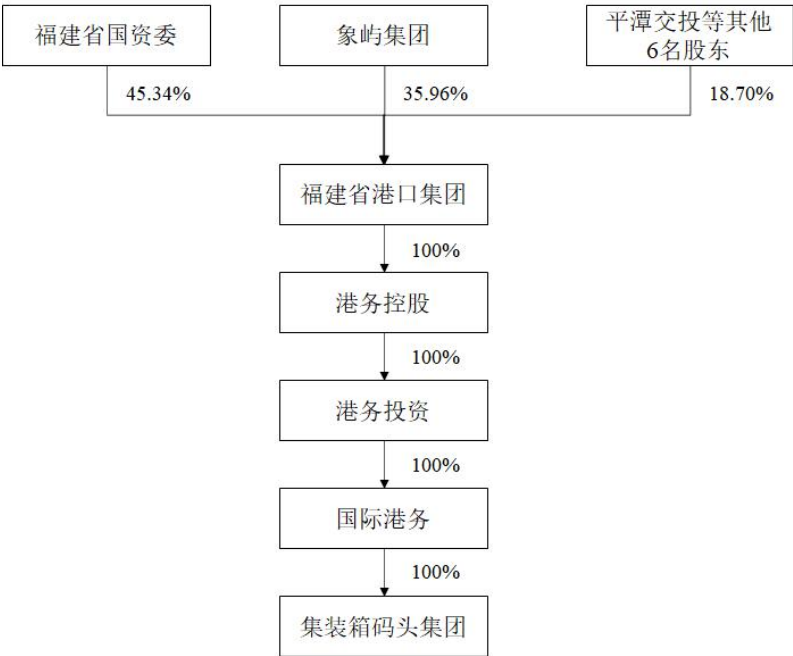 福建省国资委
象屿集团
平潭交投等其他
6名股东
45.34%
35.96%
18.70%
福建省港口集团
100%
港务控股
100%
港务投资
100%
国际港务
100%
集装箱码头集团